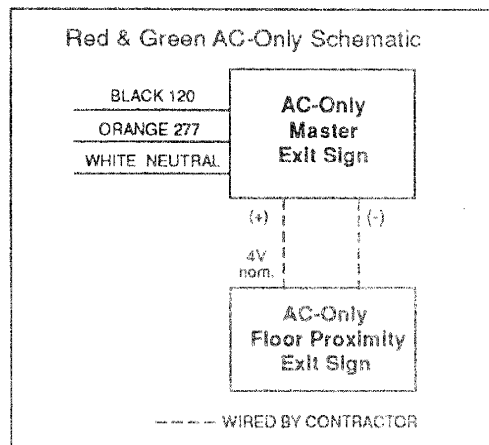 Red & Green AC-Only Schematic
BLACK 120
ORANGE 277
WHITE NEUTRAL
AC-Only
Master
Exit Sign
(+)
(-)
4V
nom.
AC-Only
Floor Proximity
Exit Sign
---- WIRED BY CONTRACTOR